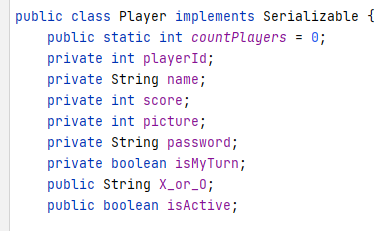 public class Player implements Serializable {
    public static int countPlayers = 0;
    private int playerId;
    private String name;
    private int score;
    private int picture;
    private String password;
    private boolean isMyTurn;
    public String X_or_O;
    public boolean isActive;